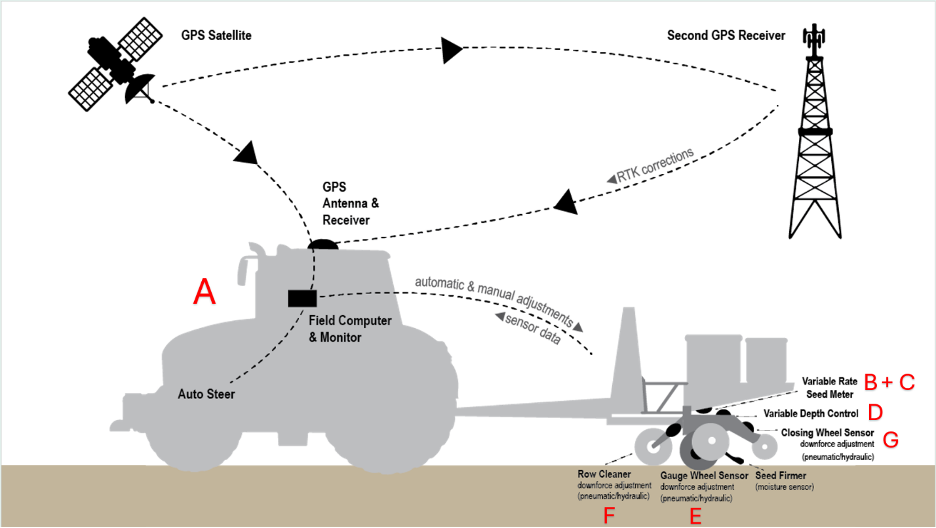 GPS Satellite
Second GPS Receiver
RTK corrections
GPS
Antenna &
Receiver
A
automatic & manual adjustments
sensor data
Field Computer
& Monitor
Auto Steer
Variable Rate
Seed Meter
B + C
Variable Depth Control
D
Closing Wheel Sensor
downforce adjustment
(pneumatic/hydraulic)
G
Row Cleaner
downforce adjustment
(pneumatic/hydraulic)
F
Gauge Wheel Sensor
downforce adjustment
(pneumatic/hydraulic)
E
Seed Firmer
(moisture sensor)